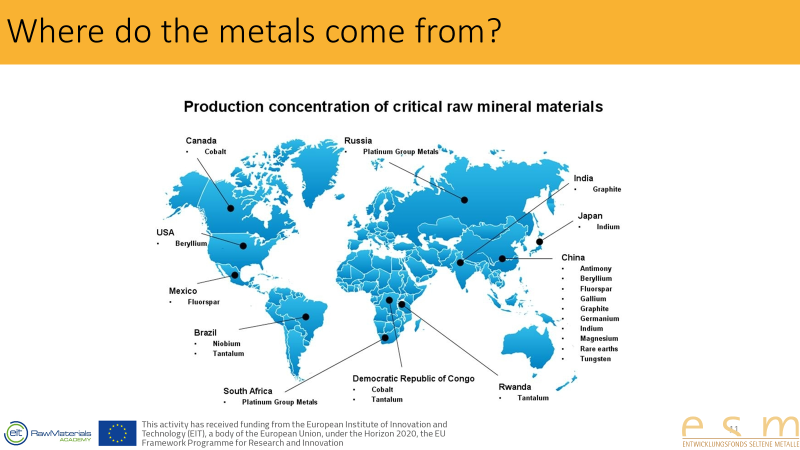 Where do the metals come from?
Production concentration of critical raw mineral materials
Canada
• Cobalt
Russia
• Platinum Group Metals
India
• Graphite
Japan
• Indium
USA
• Beryllium
China
• Antimony
• Beryllium
• Fluorspar
• Gallium
• Graphite
• Germanium
• Indium
• Magnesium
• Rare earths
• Tungsten
Mexico
• Fluorspar
Brazil
• Niobium
• Tantalum
South Africa
• Platinum Group Metals
Democratic Republic of Congo
• Cobalt
• Tantalum
Rwanda
• Tantalum
eit RawMaterials
ACADEMY
This activity has received funding from the European Institute of Innovation and
Technology (EIT), a body of the European Union, under the Horizon 2020, the EU
Framework Programme for Research and Innovation
11
esm
ENTWICKLUNGSFONDS SELTENE METALLE